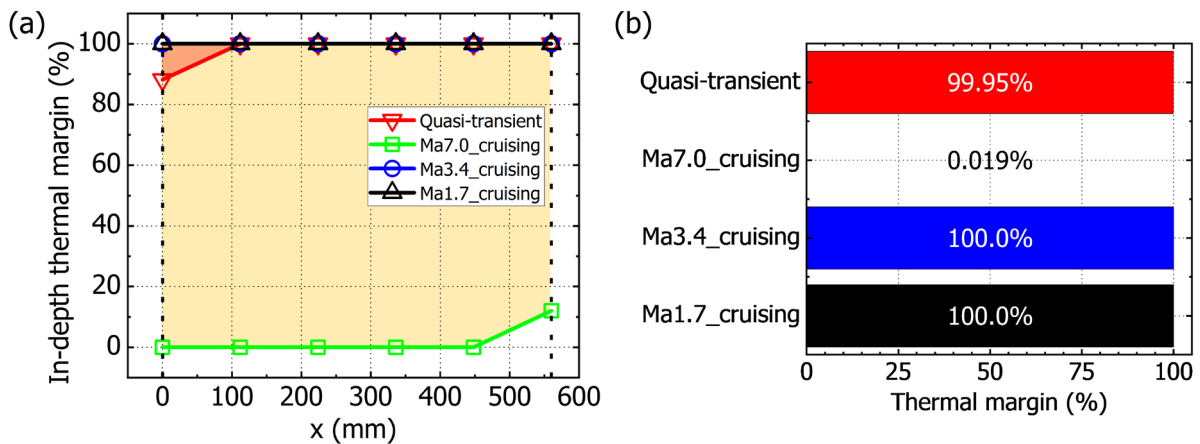 (a)
In-depth thermal margin (%)
100
80
60
40
20
0
Quasi-transient
Ma7.0_cruising
Ma3.4_cruising
Ma1.7_cruising
0 100 200 300 400 500 600
x (mm)
(b)
Quasi-transient 99.95%
Ma7.0_cruising 0.019%
Ma3.4_cruising 100.0%
Ma1.7_cruising 100.0%
0 25 50 75 100
Thermal margin (%)